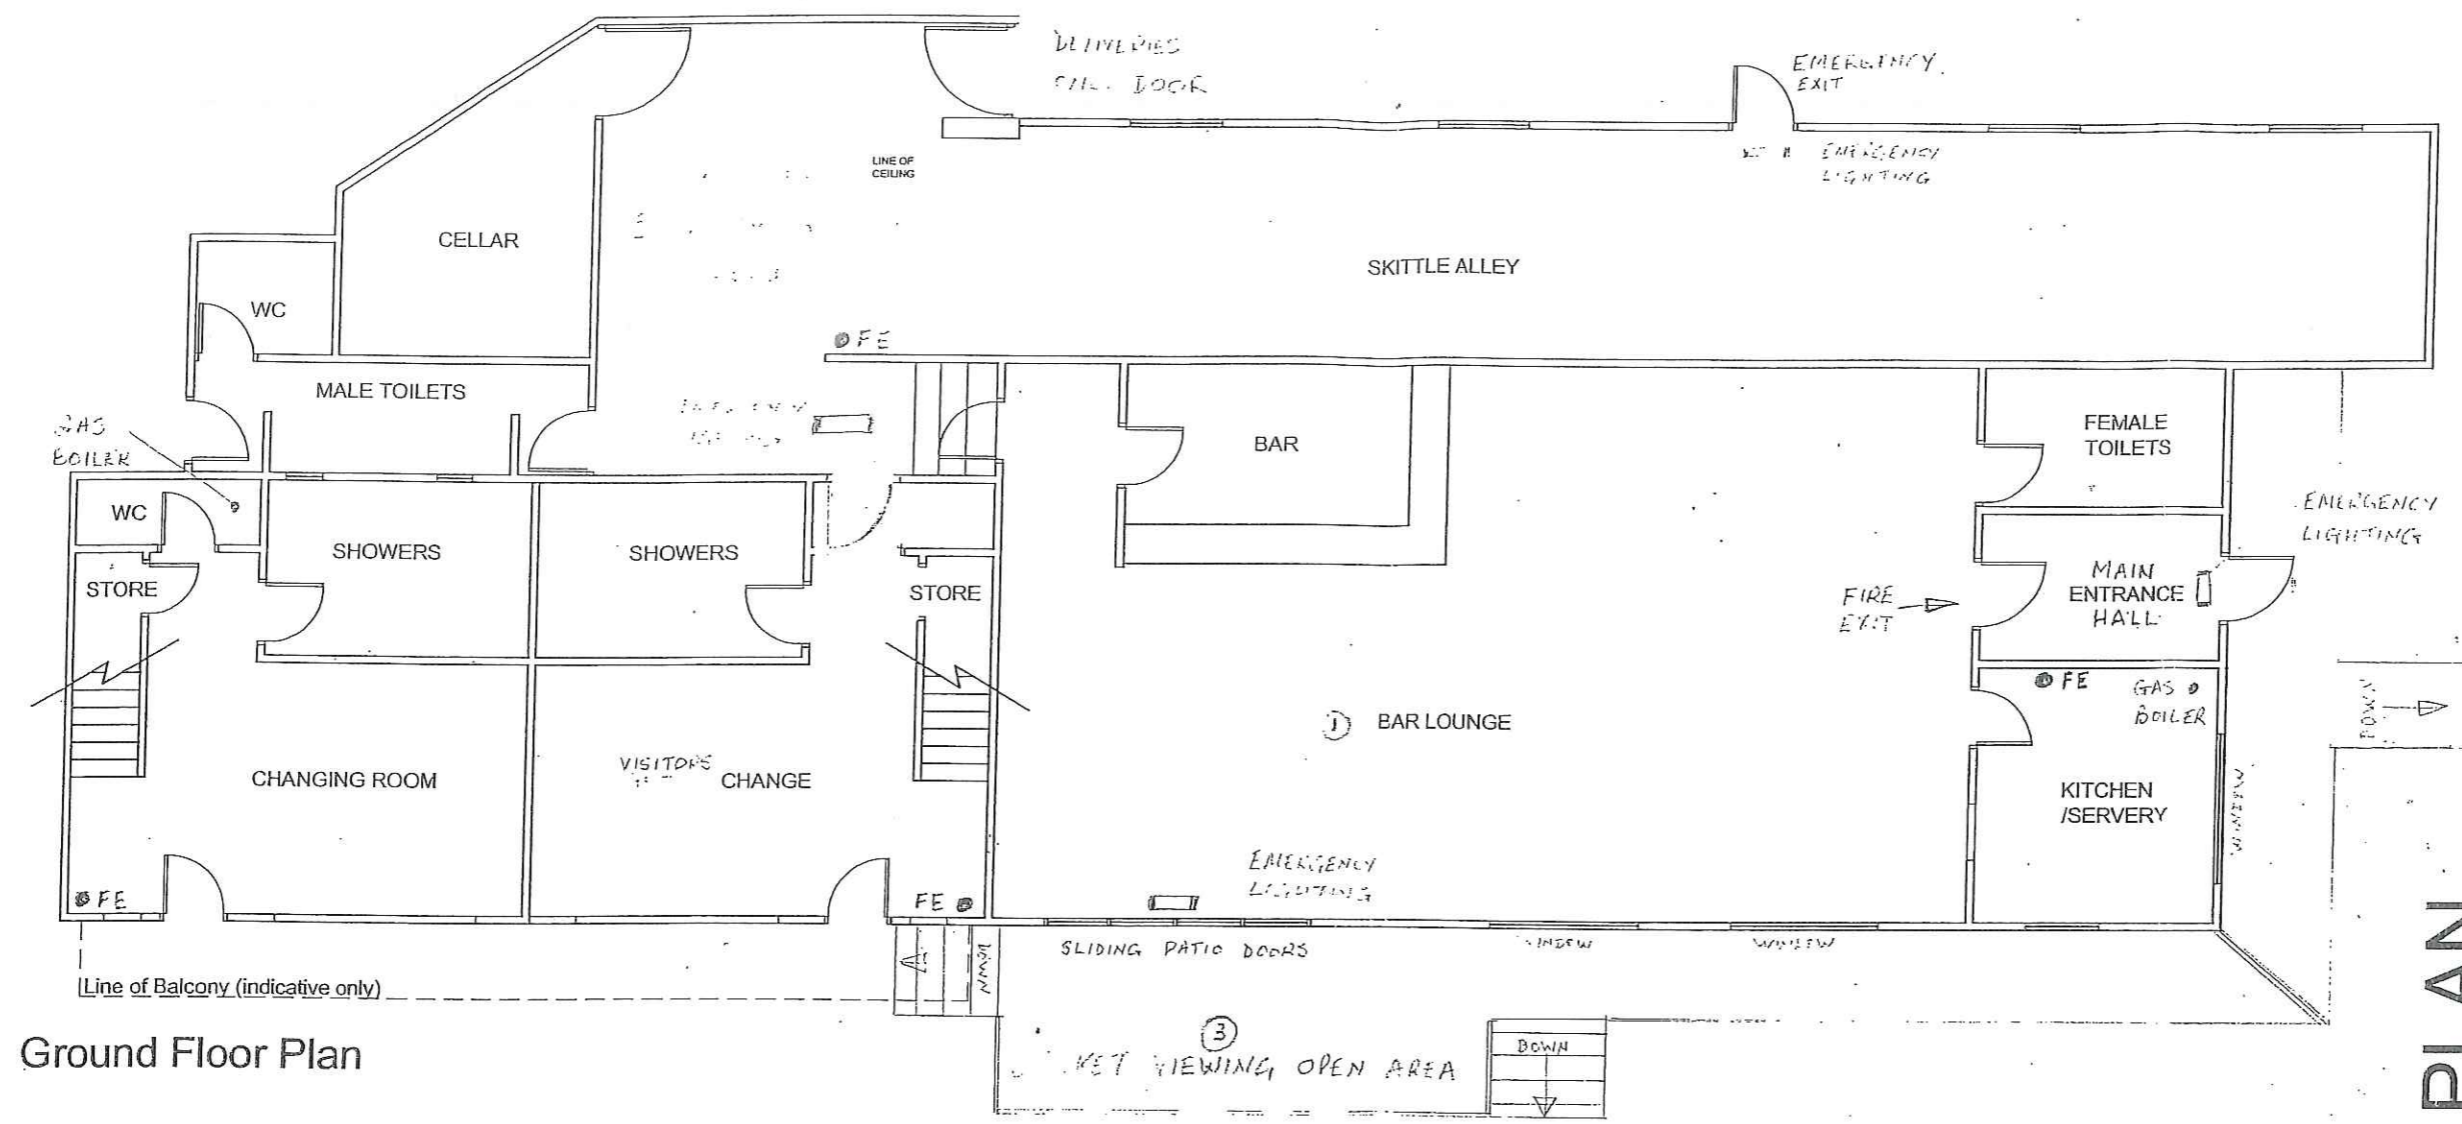 DELIVERIES
DOOR
EMERGENCY
EXIT
LINE OF
CEILING
EMERGENCY
LIGHTING
CELLAR
SKITTLE ALLEY
WC
FE
MALE TOILETS
GAS
BOILER
BAR
FEMALE
TOILETS
WC
EMERGENCY
LIGHTING
SHOWERS
SHOWERS
STORE
STORE
FIRE
EXIT
MAIN
ENTRANCE
HALL
FE
GAS
BOILER
DOWN
BAR LOUNGE
1
VISITORS
CHANGING ROOM
CHANGE
KITCHEN
/SERVERY
WINDOW
EMERGENCY
LIGHTING
FE
FE
SLIDING PATIO DOORS
WINDOW
WINDOW
DOWN
Line of Balcony (indicative only)
Ground Floor Plan
3
VIEWING OPEN AREA
DOWN
PLAN